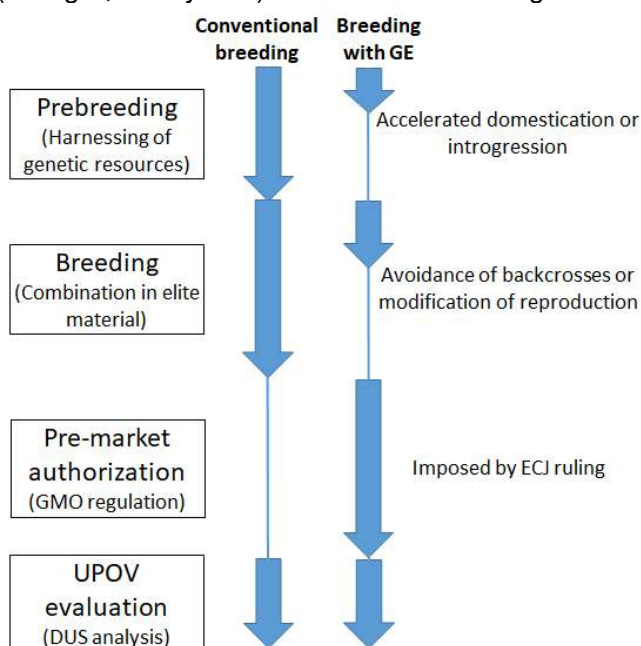 Conventional
breeding
Breeding
with GE
Prebreeding
(Harnessing of
genetic resources)
Accelerated domestication or
introgression
Breeding
(Combination in elite
material)
Avoidance of backcrosses or
modification of reproduction
Pre-market
authorization
(GMO regulation)
Imposed by ECJ ruling
UPOV
evaluation
(DUS analysis)